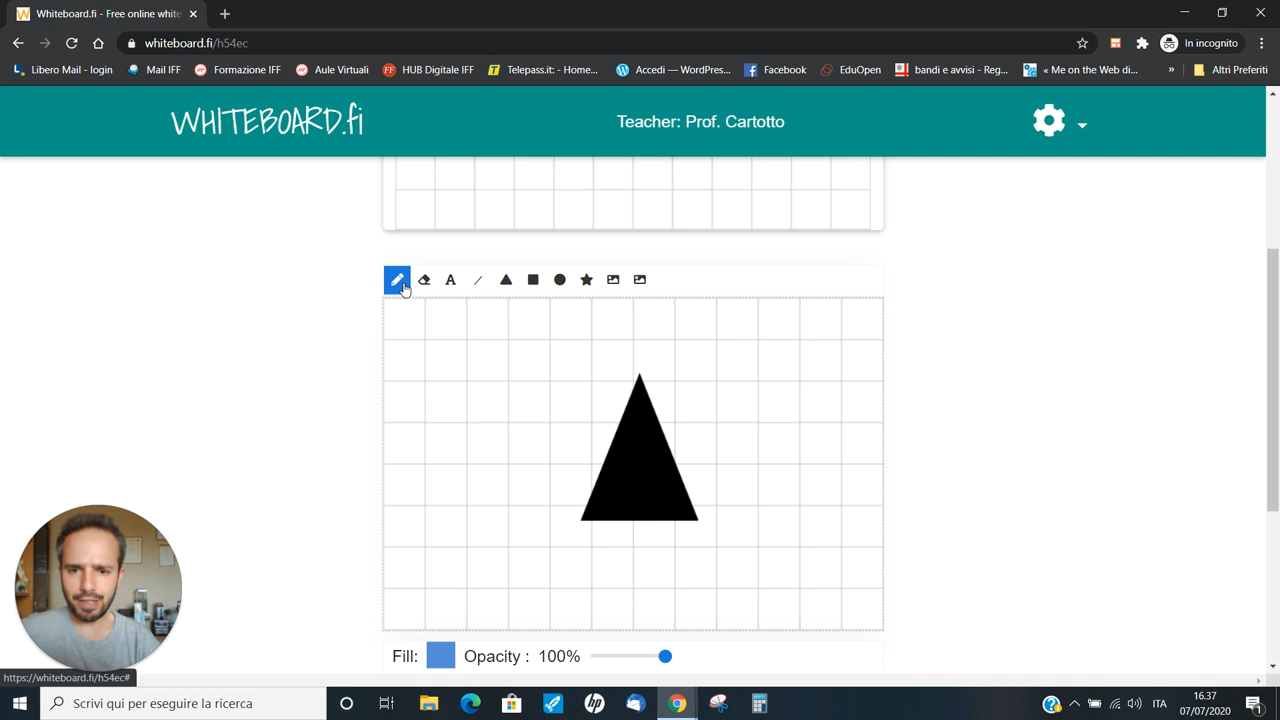 Whiteboard.fi - Free online white
whiteboard.fi/h54ec
In incognito
Libero Mail - login
Mail IFF
Formazione IFF
Aule Virtuali
HUB Digitale IFF
Telepass.it: - Home...
Accedi — WordPres...
Facebook
EduOpen
bandi e avvisi - Reg...
« Me on the Web di...
»
Altri Preferiti
WHITEBOARD.fi
Teacher: Prof. Cartotto
A
Fill:
Opacity : 100%
https://whiteboard.fi/h54ec#
Scrivi qui per eseguire la ricerca
ITA
16.37
07/07/2020